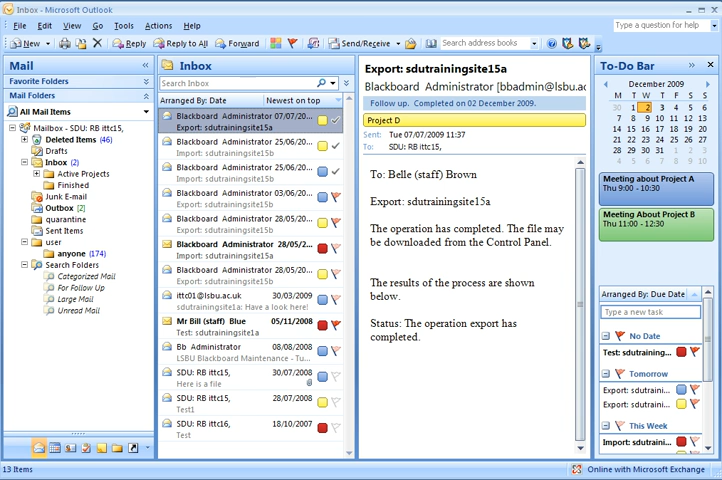 Inbox - Microsoft Outlook
File Edit View Go Tools Actions Help
Type a question for help
New Reply Reply to All Forward Send/Receive Search address books
Mail
Favorite Folders
Mail Folders
All Mail Items
Mailbox - SDU: RB ittc15,
Deleted Items (46)
Drafts
Inbox (2)
Active Projects
Finished
Junk E-mail
Outbox [2]
quarantine
Sent Items
user
anyone (174)
Search Folders
Categorized Mail
For Follow Up
Large Mail
Unread Mail
Inbox
Search Inbox
Arranged By: Date Newest on top
Blackboard Administrator 07/07/20...
Export: sdutrainingsite15a
Blackboard Administrator 25/06/20...
Import: sdutrainingsite15b
Blackboard Administrator 25/06/20...
Import: sdutrainingsite15b
Blackboard Administrator 03/06/20...
Export: sdutrainingsite15b
Blackboard Administrator 28/05/20...
Export: sdutrainingsite15b
Blackboard Administrator 28/05/2...
Import: sdutrainingsite15a
Blackboard Administrator 28/05/20...
Export: sdutrainingsite15b
ittc01@lsbu.ac.uk 30/03/2009
sdutrainingsite1a: Have a look here!
Mr Bill (staff) Blue 05/11/2008
Test: sdutrainingsite1a
Bb Administrator 08/08/2008
LSBU Blackboard Maintenance - Tu...
SDU: RB ittc15, 30/07/2008
Here is a file
SDU: RB ittc15, 28/07/2008
Test1
SDU: RB ittc16, 18/10/2007
Test
Export: sdutrainingsite15a
Blackboard Administrator [bbadmin@lsbu.ac
Follow up. Completed on 02 December 2009.
Project D
Sent: Tue 07/07/2009 11:37
To: SDU: RB ittc15,
To: Belle (staff) Brown
Export: sdutrainingsite15a
The operation has completed. The file may
be downloaded from the Control Panel.
The results of the process are shown
below.
Status: The operation export has
completed.
To-Do Bar
December 2009
M T W T F S S
30 1 2 3 4 5 6
7 8 9 10 11 12 13
14 15 16 17 18 19 20
21 22 23 24 25 26 27
28 29 30 31 1 2 3
4 5 6 7 8 9 10
Meeting about Project A
Thu 9:00 - 10:30
Meeting About Project B
Thu 11:00 - 12:30
Arranged By: Due Date
Type a new task
No Date
Test: sdutraining...
Tomorrow
Export: sdutraini...
Export: sdutraini...
This Week
Import: sdutraini...
13 Items
Online with Microsoft Exchange